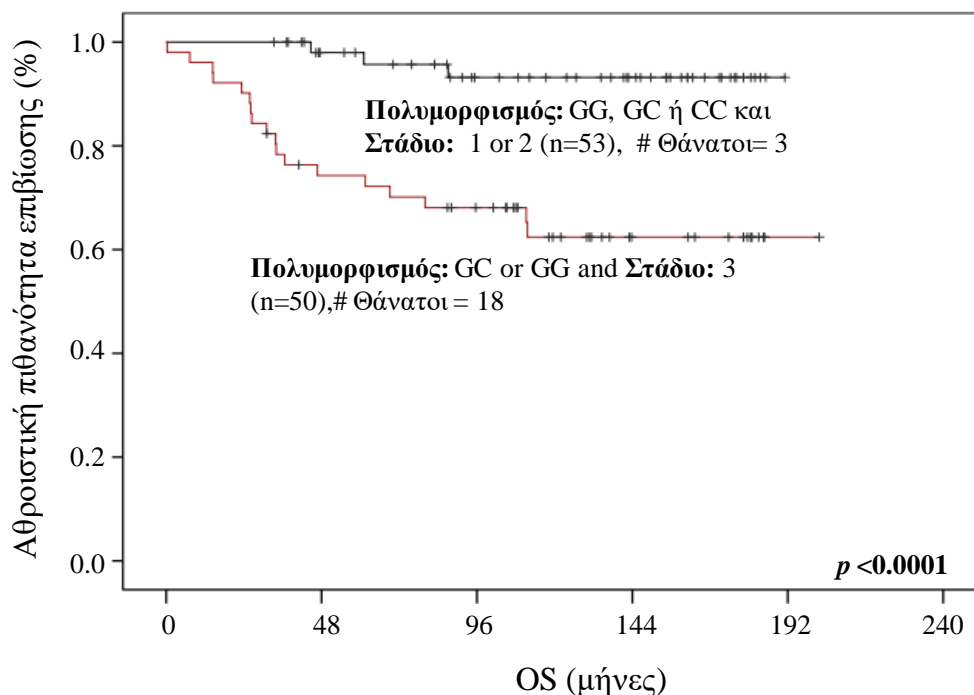 Αθροιστική πιθανότητα επιβίωσης (%)
1.0
0.8
0.6
0.4
0.2
0.0
Πολυμορφισμός: GG, GC ή CC και
Στάδιο: 1 or 2 (n=53), # Θάνατοι= 3
Πολυμορφισμός: GC or GG and Στάδιο: 3
(n=50),# Θάνατοι = 18
p <0.0001
0 48 96 144 192 240
OS (μήνες)